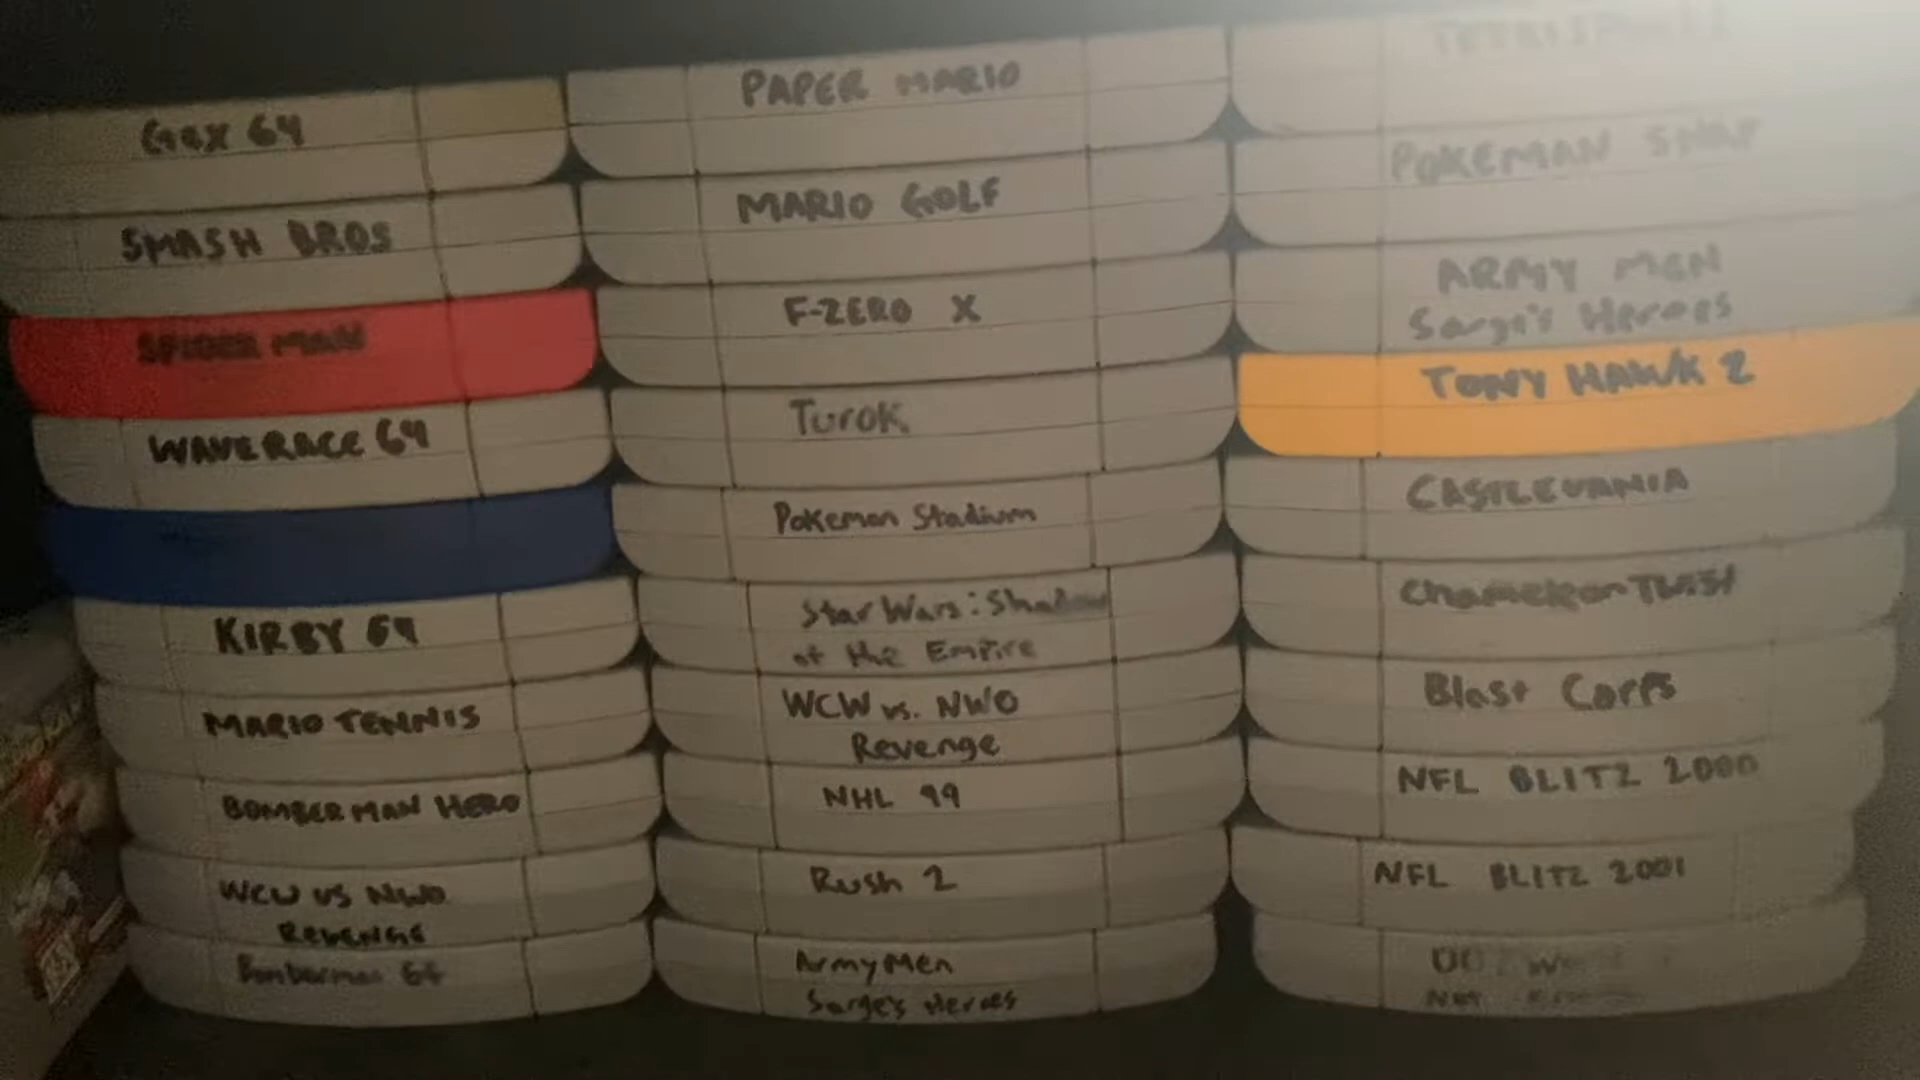 Gex 64
SMASH BROS
SPIDER MAN
WAVERACE 64
KIRBY 64
MARIO TENNIS
BOMBERMAN HERO
WCW VS NWO
REVENGE
Bomberman 64
PAPER MARIO
MARIO GOLF
F-ZERO X
Turok
Pokemon Stadium
Star Wars: Shadow
of the Empire
WCW vs. NWO
Revenge
NHL 99
Rush 2
Army Men
Sarge's Heroes
POKEMAN SNAP
ARMY MEN
Sarge's Heroes
TONY HAWK 2
CASTLEVANIA
Chameleon Twist
Blast Corps
NFL BLITZ 2000
NFL BLITZ 2001